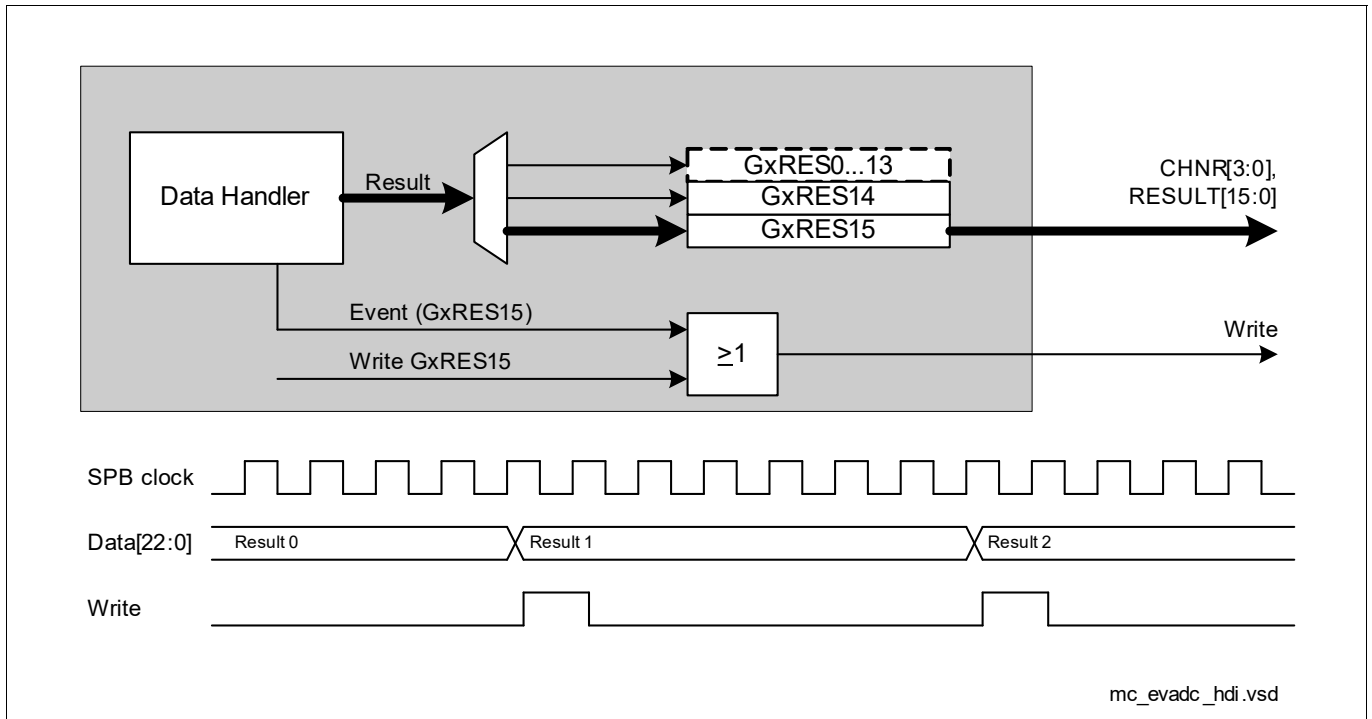 Data Handler
Result
GxRES0...13
GxRES14
GxRES15
CHNR[3:0],
RESULT[15:0]
Event (GxRES15)
Write GxRES15
≥1
Write
SPB clock
Data[22:0]
Result 0
Result 1
Result 2
Write
mc_evadc_hdi.vsd